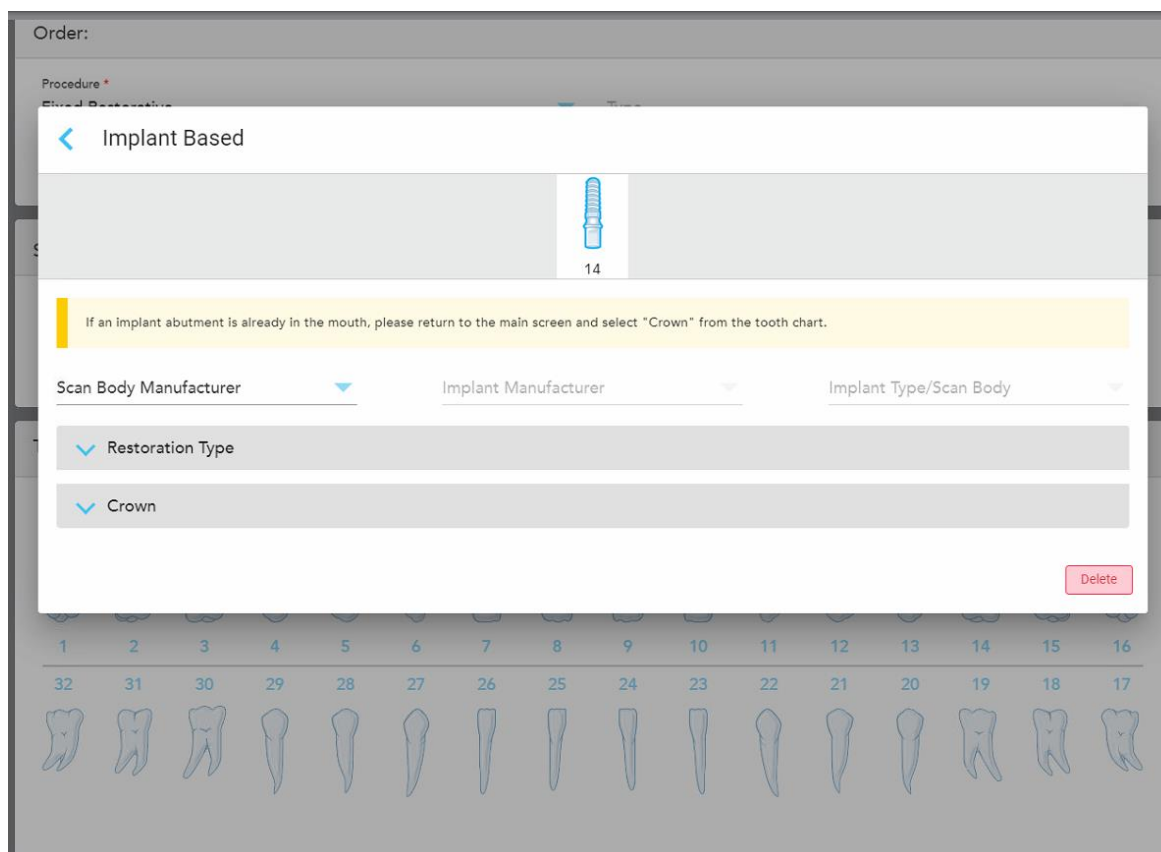 Order:
Procedure *
Fixed Restorative
Type
Implant Based
14
If an implant abutment is already in the mouth, please return to the main screen and select "Crown" from the tooth chart.
Scan Body Manufacturer
Implant Manufacturer
Implant Type/Scan Body
Restoration Type
Crown
Delete
1 2 3 4 5 6 7 8 9 10 11 12 13 14 15 16
32 31 30 29 28 27 26 25 24 23 22 21 20 19 18 17